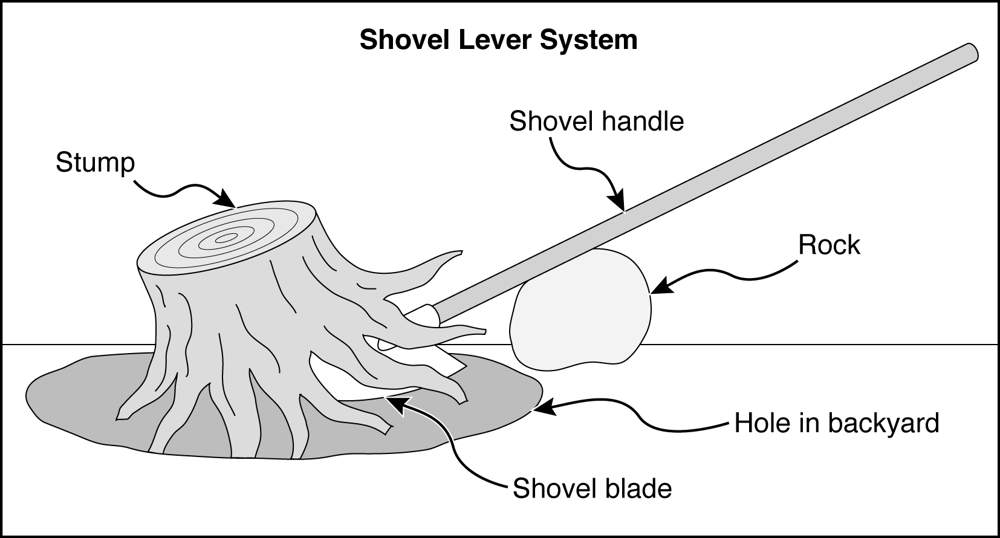 Shovel Lever System
Shovel handle
Stump
Rock
Hole in backyard
Shovel blade